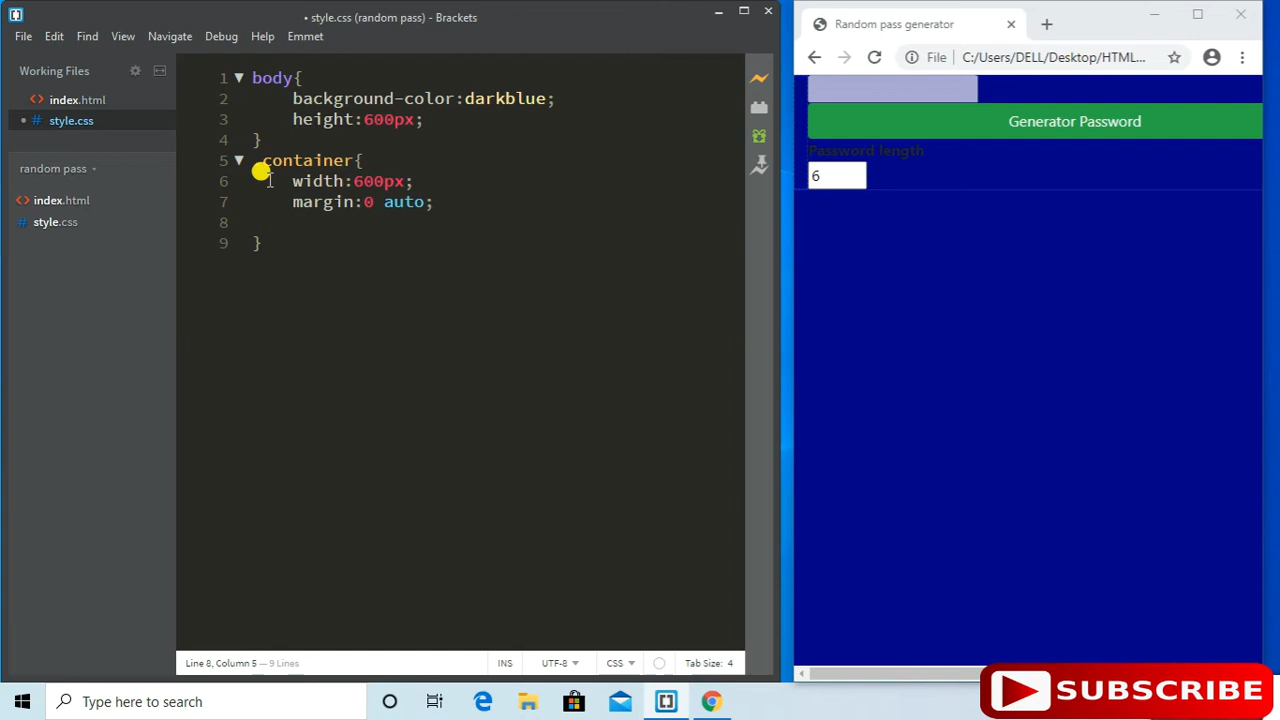 • style.css (random pass) - Brackets
File Edit Find View Navigate Debug Help Emmet
Working Files
index.html
• # style.css
random pass
index.html
# style.css
1 body{
2 background-color:darkblue;
3 height:600px;
4 }
5 container{
6 width:600px;
7 margin:0 auto;
8
9 }
Line 8, Column 5 — 9 Lines
INS
UTF-8
CSS
Tab Size: 4
Random pass generator
File
C:/Users/DELL/Desktop/HTML...
Generator Password
Password length
6
Type here to search
SUBSCRIBE